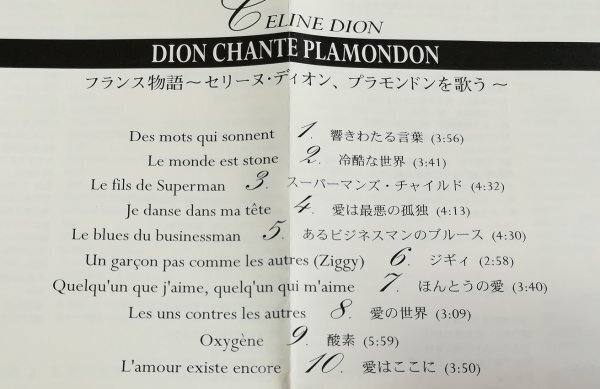 CELINE DION
DION CHANTE PLAMONDON
フランス物語～セリーヌ・ディオン、プラモンドンを歌う～
Des mots qui sonnent 1. 響きわたる言葉 (3:56)
Le monde est stone 2. 冷酷な世界 (3:41)
Le fils de Superman 3. スーパーマンズ・チャイルド (4:32)
Je danse dans ma tête 4. 愛は最悪の孤独 (4:13)
Le blues du businessman 5. あるビジネスマンのブルース (4:30)
Un garçon pas comme les autres (Ziggy) 6. ジギィ (2:58)
Quelqu'un que j'aime, quelq'un qui m'aime 7. ほんとうの愛 (3:40)
Les uns contres les autres 8. 愛の世界 (3:09)
Oxygène 9. 酸素 (5:59)
L'amour existe encore 10. 愛はここに (3:50)